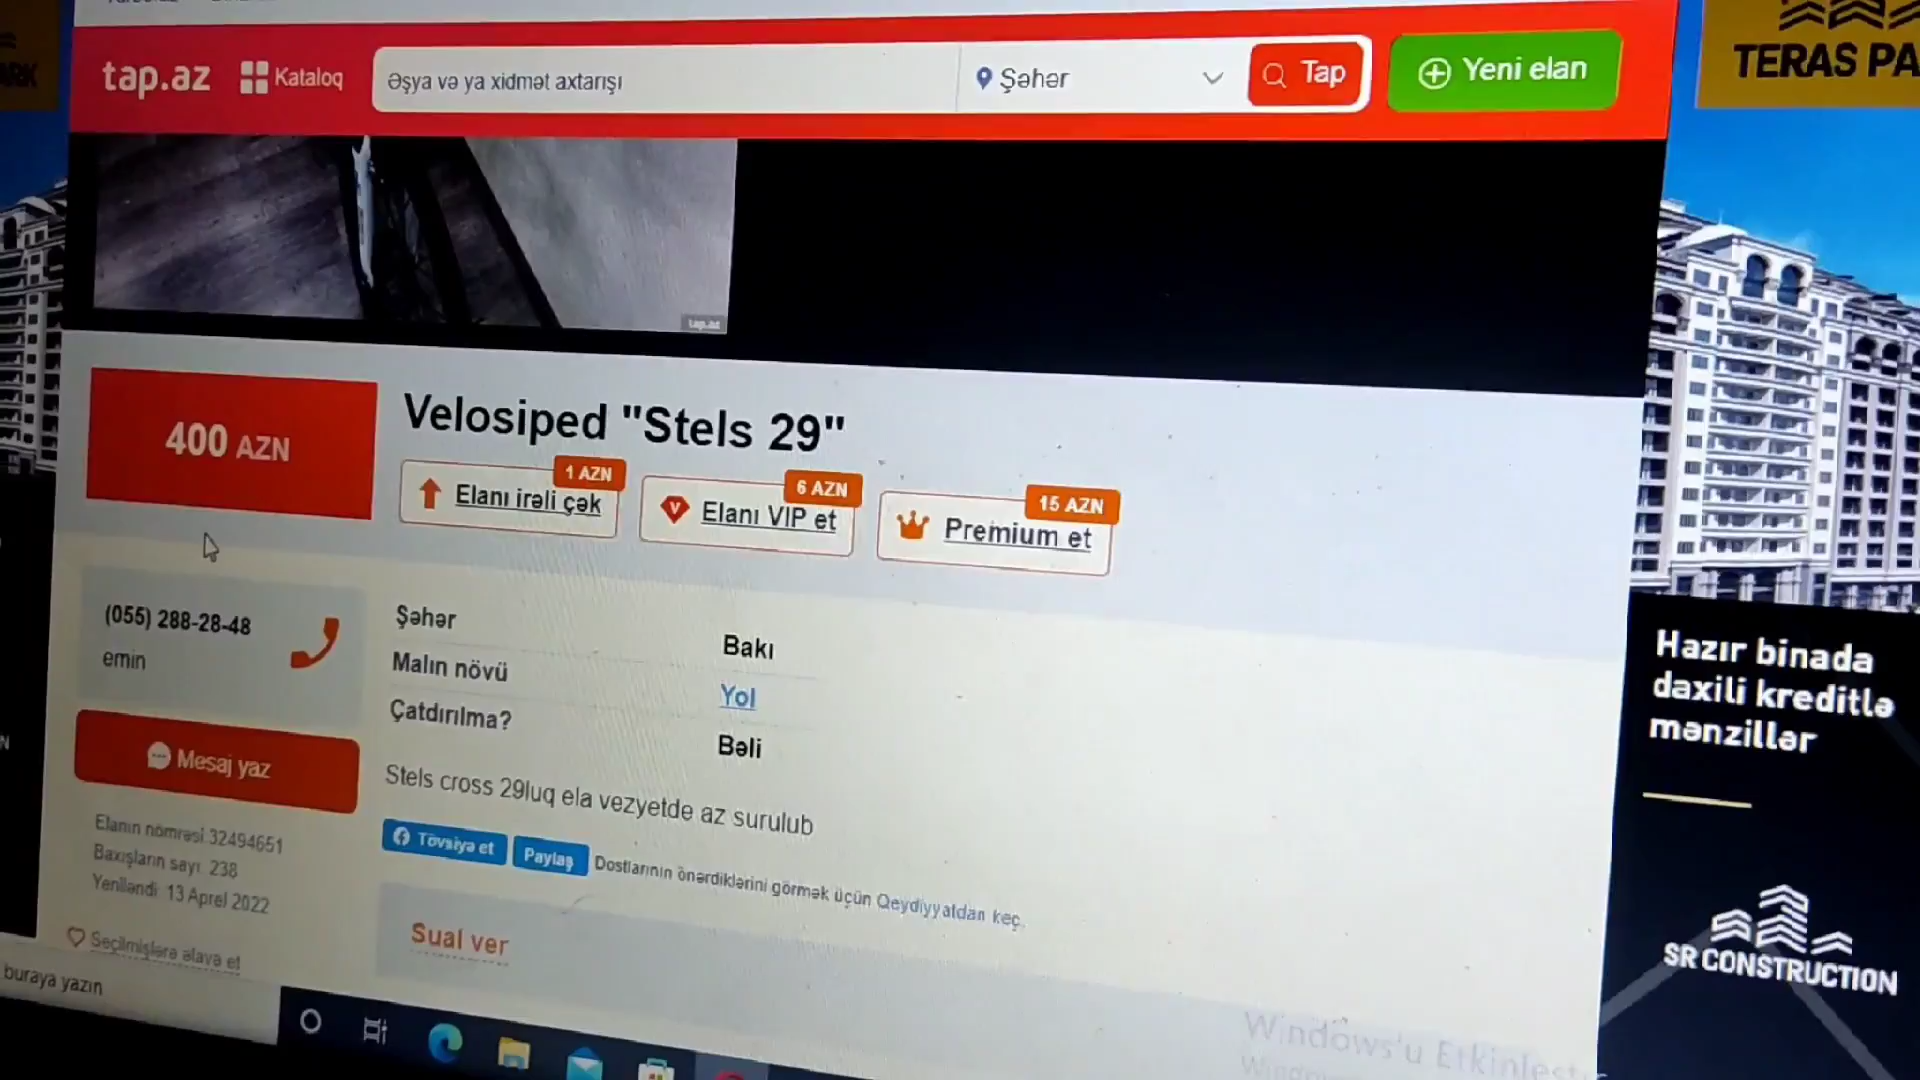 tap.az
Kataloq
Əşya və ya xidmət axtarışı
Şəhər
Tap
Yeni elan
TERAS PA
ARK
tap.az
400 AZN
Velosiped "Stels 29"
1 AZN
Elanı irəli çək
6 AZN
Elanı VIP et
15 AZN
Premium et
(055) 288-28-48
emin
Şəhər
Bakı
Malın növü
Yol
Çatdırılma?
Bəli
Mesaj yaz
Stels cross 29luq ela vezyetde az surulub
Tövsiyə et
Paylaş
Dostlarının önərdiklərini görmək üçün Qeydiyyatdan keç.
Elanın nömrəsi 32494651
Baxışların sayı: 238
Yeniləndi: 13 Aprel 2022
Seçilmişlərə əlavə et
Sual ver
buraya yazın
Hazır binada
daxili kreditlə
mənzillər
SR CONSTRUCTION
Windows'u Etkinleştir